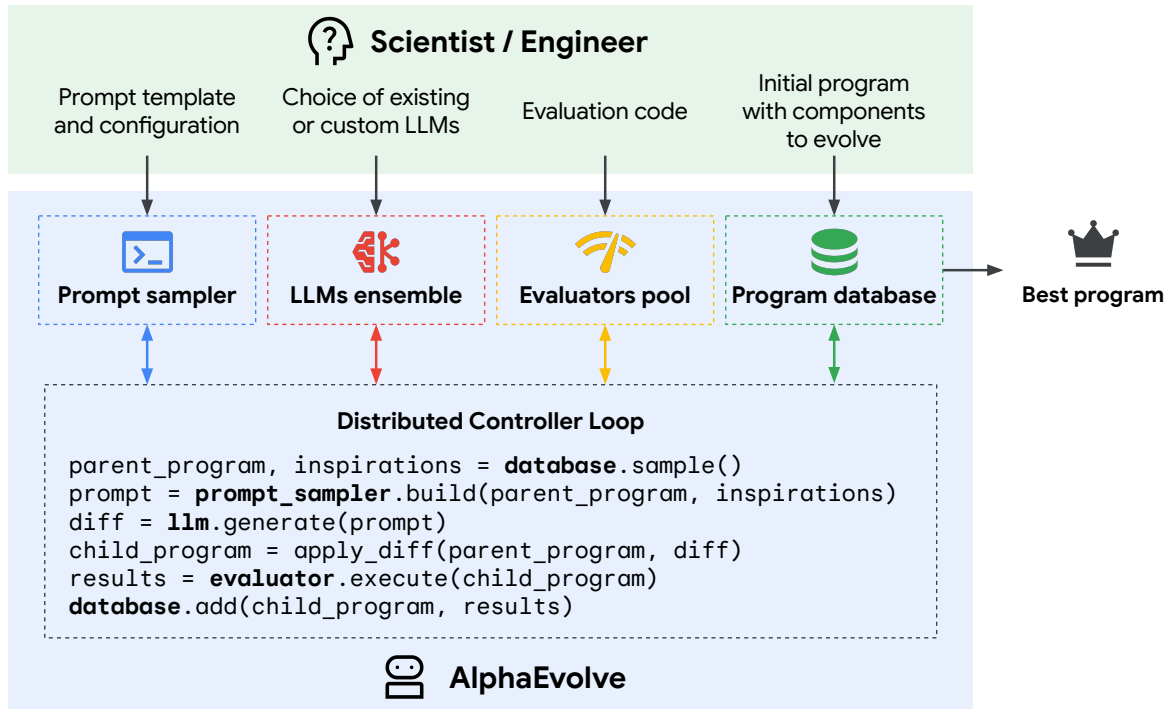 Scientist / Engineer
Prompt template
and configuration
Choice of existing
or custom LLMs
Evaluation code
Initial program
with components
to evolve
Prompt sampler
LLMs ensemble
Evaluators pool
Program database
Best program
Distributed Controller Loop
parent_program, inspirations = database.sample()
prompt = prompt_sampler.build(parent_program, inspirations)
diff = llm.generate(prompt)
child_program = apply_diff(parent_program, diff)
results = evaluator.execute(child_program)
database.add(child_program, results)
AlphaEvolve